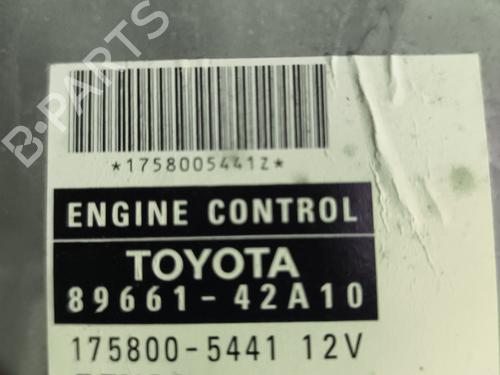 B-PARTS
*1758005441Z*
ENGINE CONTROL
TOYOTA
89661-42A10
175800-5441 12V